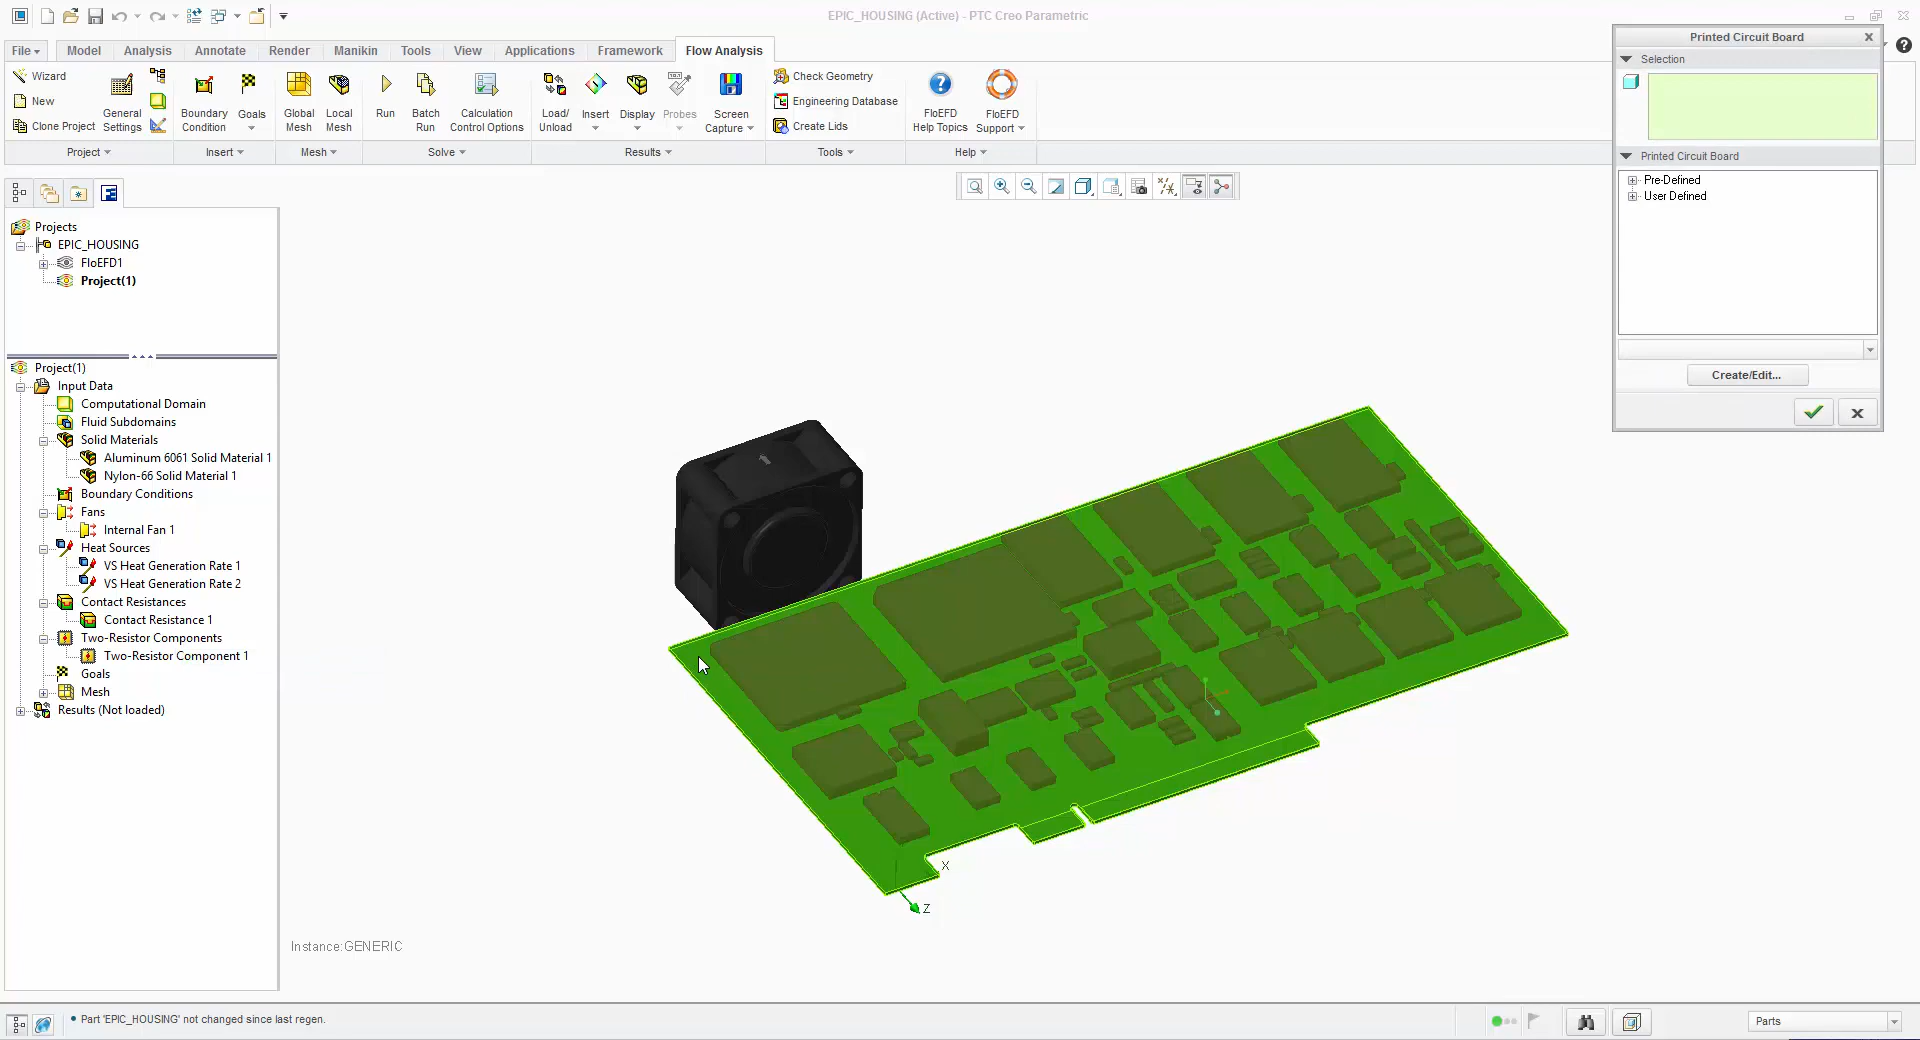 EPIC_HOUSING (Active) - PTC Creo Parametric
File Model Analysis Annotate Render Manikin Tools View Applications Framework Flow Analysis
Wizard
New
Clone Project
General Settings
Boundary Condition
Goals
Global Mesh
Local Mesh
Run
Batch Run
Calculation Control Options
Load/ Unload
Insert
Display
Probes
Screen Capture
Check Geometry
Engineering Database
Create Lids
FloEFD Help Topics
FloEFD Support
Project Insert Mesh Solve Results Tools Help
Printed Circuit Board
Selection
Printed Circuit Board
Pre-Defined
User Defined
Create/Edit...
Projects
EPIC_HOUSING
FloEFD1
Project(1)
Project(1)
Input Data
Computational Domain
Fluid Subdomains
Solid Materials
Aluminum 6061 Solid Material 1
Nylon-66 Solid Material 1
Boundary Conditions
Fans
Internal Fan 1
Heat Sources
VS Heat Generation Rate 1
VS Heat Generation Rate 2
Contact Resistances
Contact Resistance 1
Two-Resistor Components
Two-Resistor Component 1
Goals
Mesh
Results (Not loaded)
X
Z
Instance:GENERIC
Part 'EPIC_HOUSING' not changed since last regen.
Parts